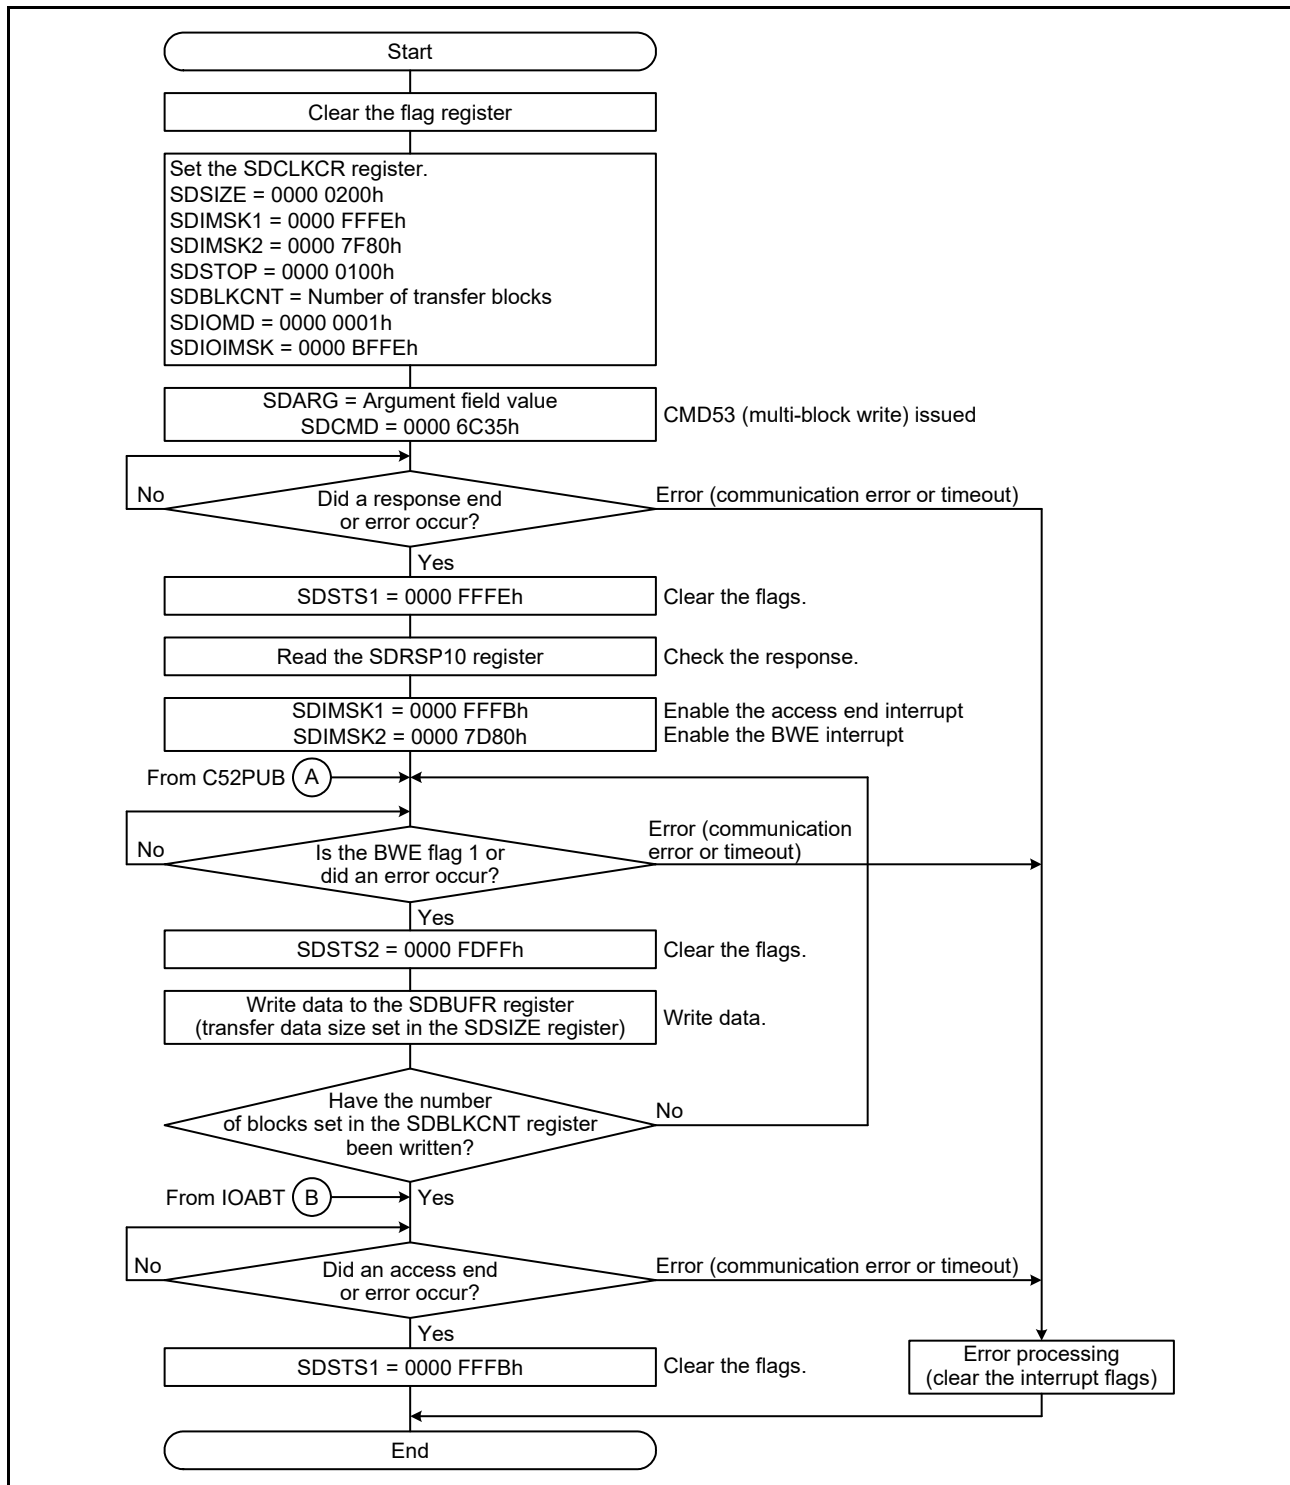 Start
Clear the flag register
Set the SDCLKCR register.
SDSIZE = 0000 0200h
SDIMSK1 = 0000 FFFEh
SDIMSK2 = 0000 7F80h
SDSTOP = 0000 0100h
SDBLKCNT = Number of transfer blocks
SDIOMD = 0000 0001h
SDIOIMSK = 0000 BFFEh
SDARG = Argument field value
SDCMD = 0000 6C35h
CMD53 (multi-block write) issued
No
Did a response end
or error occur?
Error (communication error or timeout)
Yes
SDSTS1 = 0000 FFFEh
Clear the flags.
Read the SDRSP10 register
Check the response.
SDIMSK1 = 0000 FFFBh
SDIMSK2 = 0000 7D80h
Enable the access end interrupt
Enable the BWE interrupt
From C52PUB
A
No
Is the BWE flag 1 or
did an error occur?
Error (communication
error or timeout)
Yes
SDSTS2 = 0000 FDFFh
Clear the flags.
Write data to the SDBUFR register
(transfer data size set in the SDSIZE register)
Write data.
Have the number
of blocks set in the SDBLKCNT register
been written?
No
From IOABT
B
Yes
No
Did an access end
or error occur?
Error (communication error or timeout)
Yes
SDSTS1 = 0000 FFFBh
Clear the flags.
Error processing
(clear the interrupt flags)
End